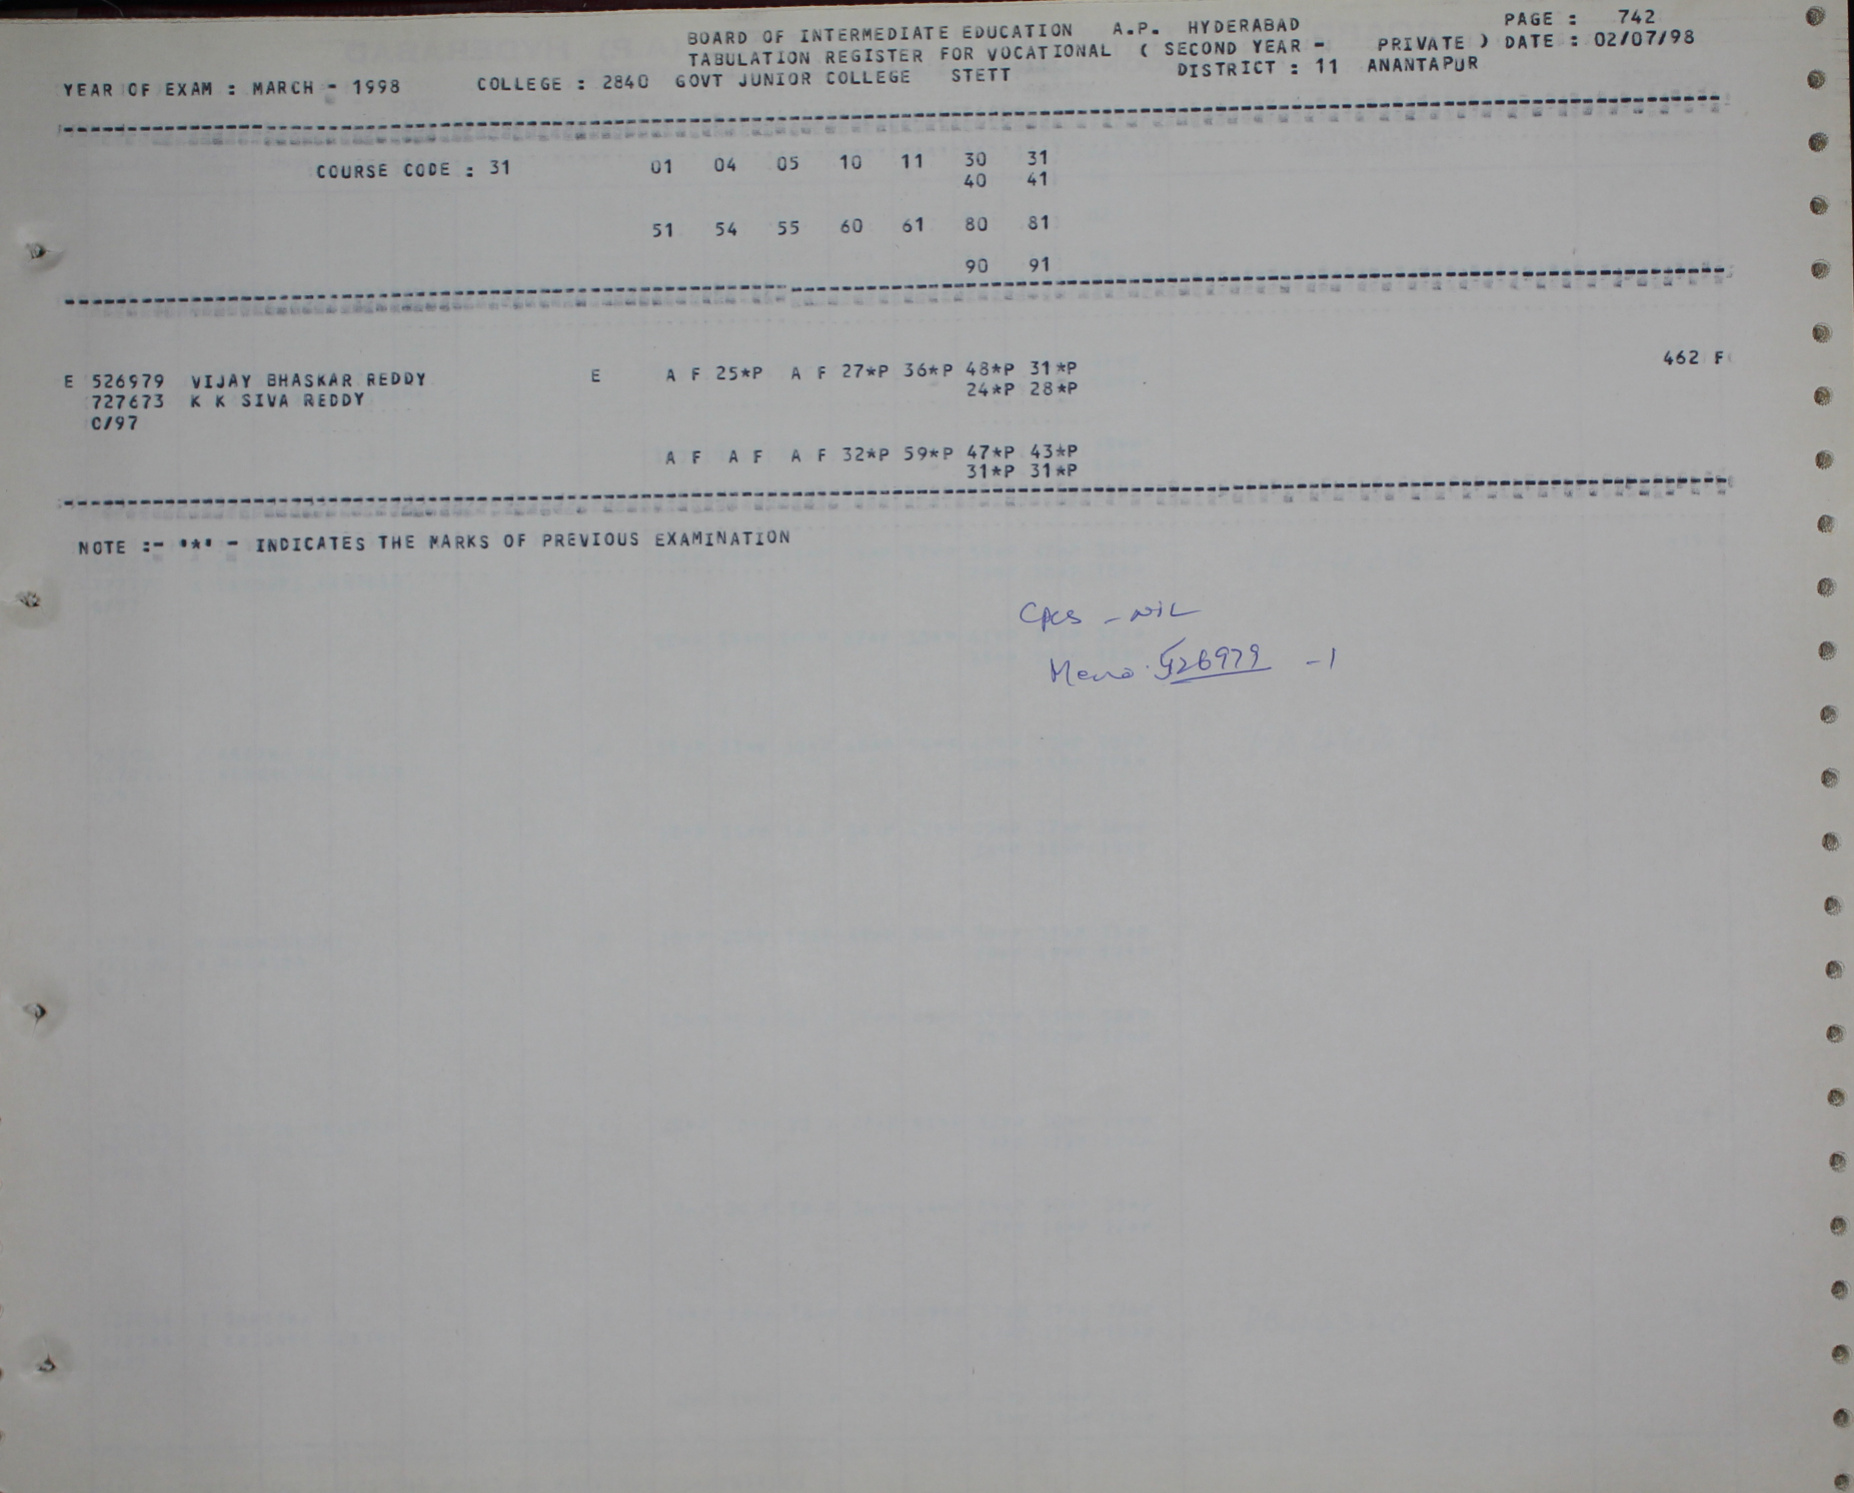 BOARD OF INTERMEDIATE EDUCATION A.P. HYDERABAD PAGE : 742
TABULATION REGISTER FOR VOCATIONAL ( SECOND YEAR - PRIVATE ) DATE : 02/07/98
YEAR OF EXAM : MARCH - 1998 COLLEGE : 2840 GOVT JUNIOR COLLEGE STETT DISTRICT : 11 ANANTAPUR
COURSE CODE : 31 01 04 05 10 11 30 31
40 41
51 54 55 60 61 80 81
90 91
E 526979 VIJAY BHASKAR REDDY E A F 25*P A F 27*P 36*P 48*P 31*P 462 F
727673 K K SIVA REDDY 24*P 28*P
C/97
A F A F A F 32*P 59*P 47*P 43*P
31*P 31*P
NOTE :- '*' - INDICATES THE MARKS OF PREVIOUS EXAMINATION
Cpcs - NIL
Memo 526979 -1